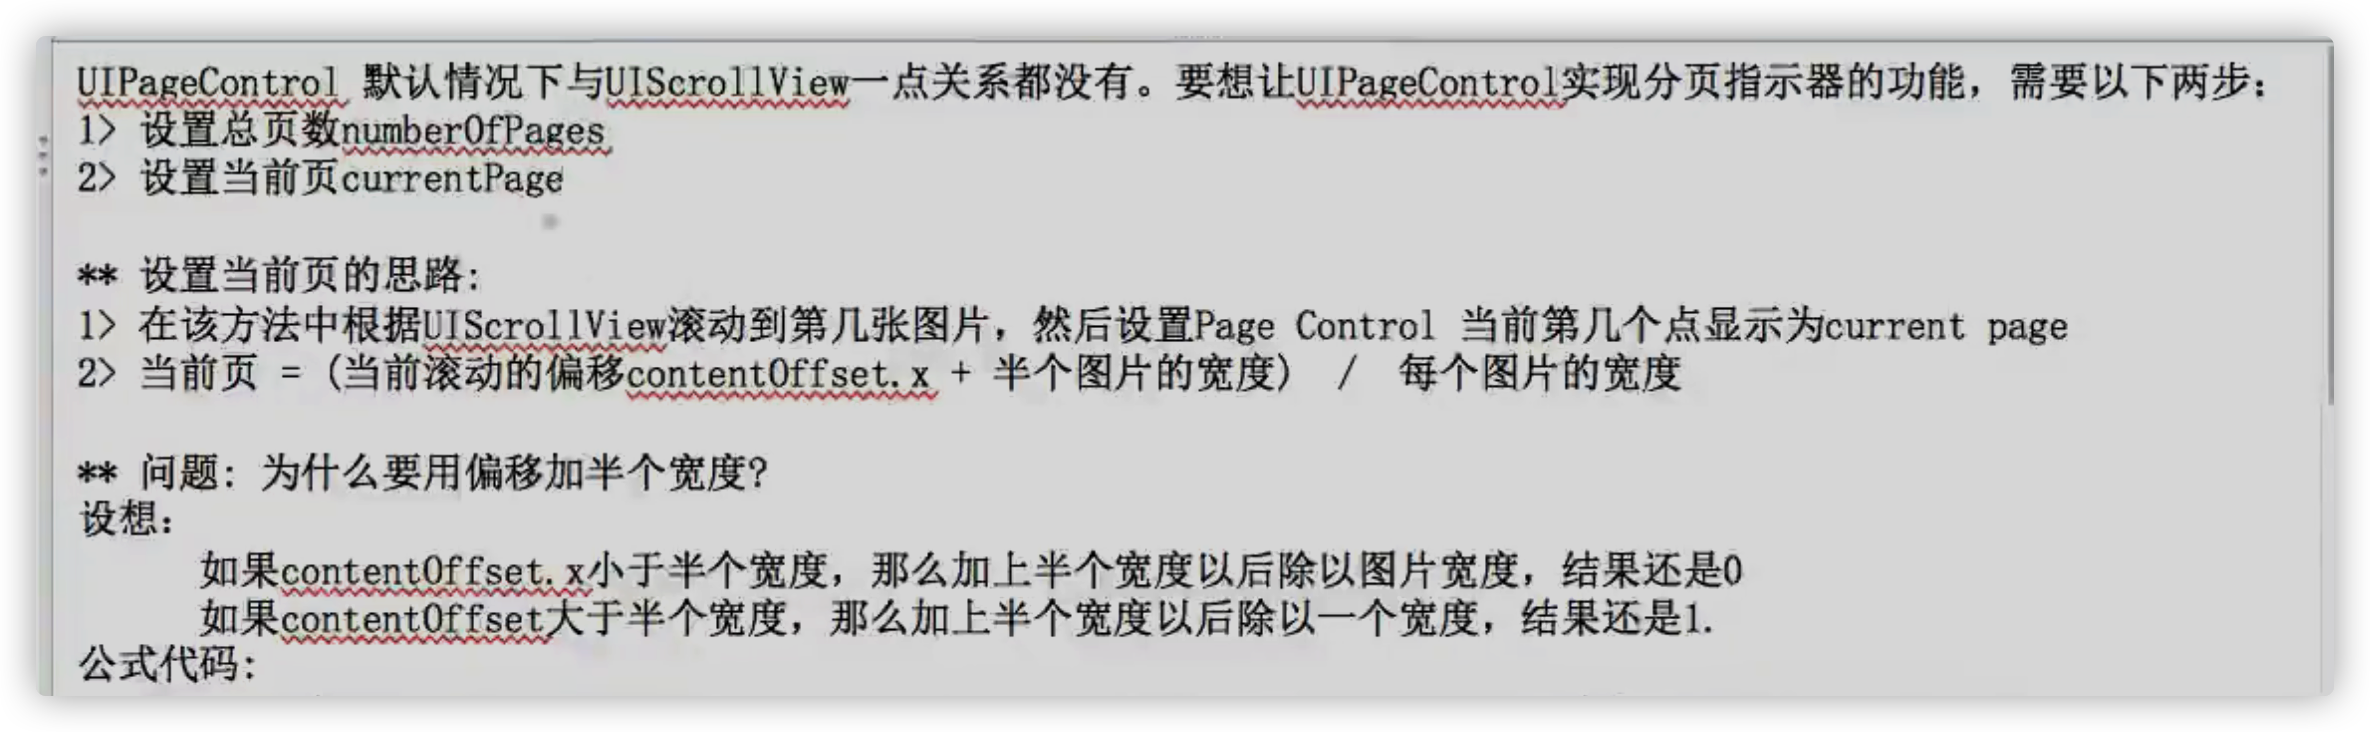 UIPageControl 默认情况下与UIScrollView一点关系都没有。要想让UIPageControl实现分页指示器的功能，需要以下两步：
1> 设置总页数numberOfPages
2> 设置当前页currentPage
** 设置当前页的思路：
1> 在该方法中根据UIScrollView滚动到第几张图片，然后设置Page Control 当前第几个点显示为current page
2> 当前页 = (当前滚动的偏移contentOffset.x + 半个图片的宽度) / 每个图片的宽度
** 问题: 为什么要用偏移加半个宽度?
设想：
如果contentOffset.x小于半个宽度，那么加上半个宽度以后除以图片宽度，结果还是0
如果contentOffset大于半个宽度，那么加上半个宽度以后除以一个宽度，结果还是1.
公式代码: